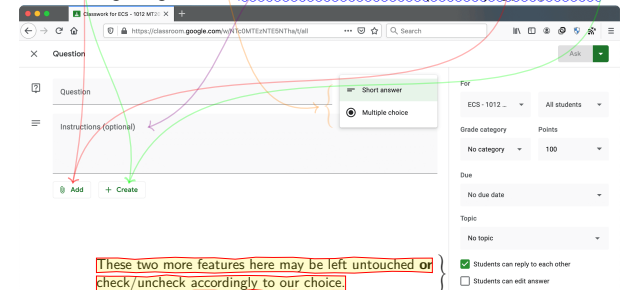 Classwork for ECS - 1012 MT20
https://classroom.google.com/w/NTc0MTEzNTE5NTha/t/all
Search
Question
Ask
Question
Short answer
For
Multiple choice
ECS - 1012 ...
All students
Instructions (optional)
Grade category
Points
No category
100
Due
Add
Create
No due date
Topic
No topic
These two more features here may be left untouched or
Students can reply to each other
check/uncheck accordingly to our choice.
Students can edit answer